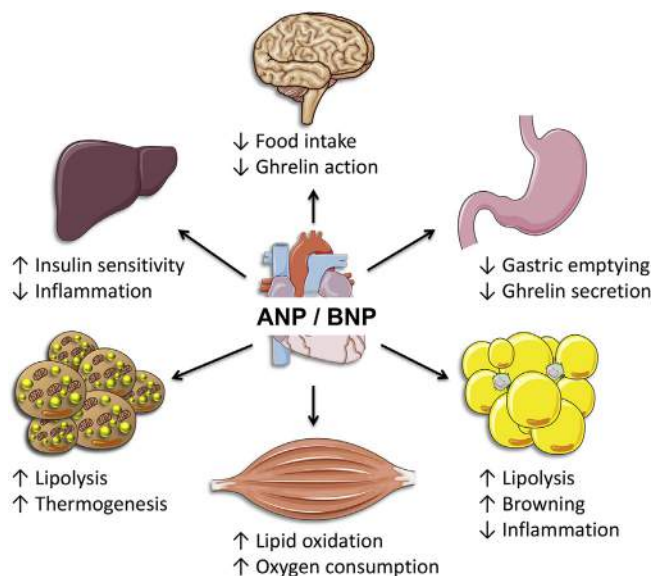 ↓ Food intake
↓ Ghrelin action
↑ Insulin sensitivity
↓ Inflammation
↓ Gastric emptying
↓ Ghrelin secretion
ANP / BNP
↑ Lipolysis
↑ Thermogenesis
↑ Lipid oxidation
↑ Oxygen consumption
↑ Lipolysis
↑ Browning
↓ Inflammation